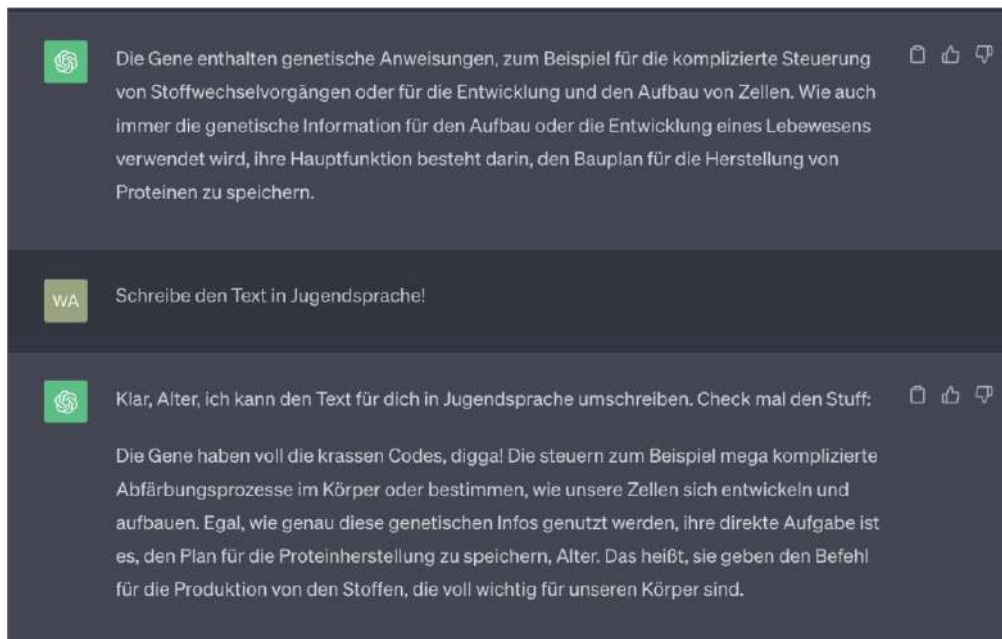 Die Gene enthalten genetische Anweisungen, zum Beispiel für die komplizierte Steuerung
von Stoffwechselvorgängen oder für die Entwicklung und den Aufbau von Zellen. Wie auch
immer die genetische Information für den Aufbau oder die Entwicklung eines Lebewesens
verwendet wird, ihre Hauptfunktion besteht darin, den Bauplan für die Herstellung von
Proteinen zu speichern.
WA
Schreibe den Text in Jugendsprache!
Klar, Alter, ich kann den Text für dich in Jugendsprache umschreiben. Check mal den Stuff:
Die Gene haben voll die krassen Codes, digga! Die steuern zum Beispiel mega komplizierte
Abfärbungsprozesse im Körper oder bestimmen, wie unsere Zellen sich entwickeln und
aufbauen. Egal, wie genau diese genetischen Infos genutzt werden, ihre direkte Aufgabe ist
es, den Plan für die Proteinherstellung zu speichern, Alter. Das heißt, sie geben den Befehl
für die Produktion von den Stoffen, die voll wichtig für unseren Körper sind.